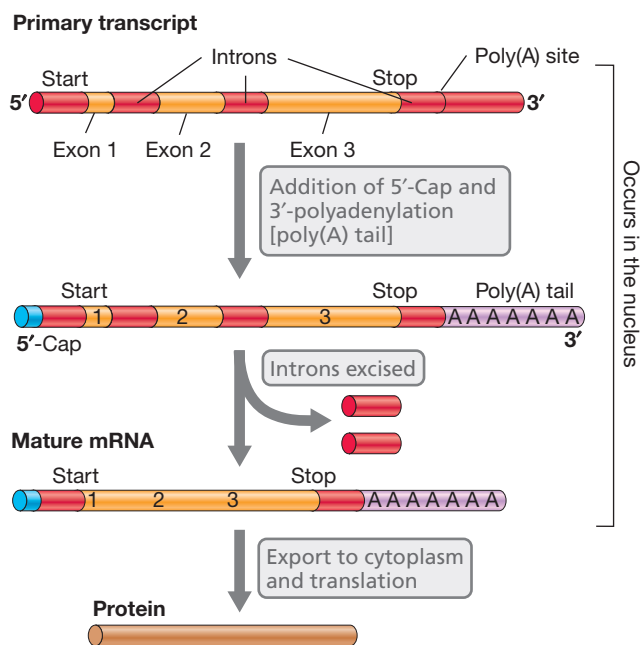 Primary transcript
Start
Introns
Stop
Poly(A) site
5′
3′
Exon 1
Exon 2
Exon 3
Addition of 5′-Cap and
3′-polyadenylation
[poly(A) tail]
Occurs in the nucleus
Start
Stop
Poly(A) tail
1
2
3
A A A A A A A
5′-Cap
3′
Introns excised
Mature mRNA
Start
Stop
1
2
3
A A A A A A A
Export to cytoplasm
and translation
Protein